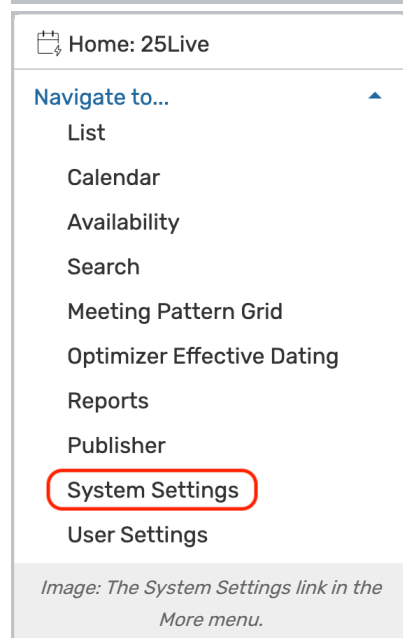 Home: 25Live
Navigate to...
List
Calendar
Availability
Search
Meeting Pattern Grid
Optimizer Effective Dating
Reports
Publisher
System Settings
User Settings
Image: The System Settings link in the
More menu.